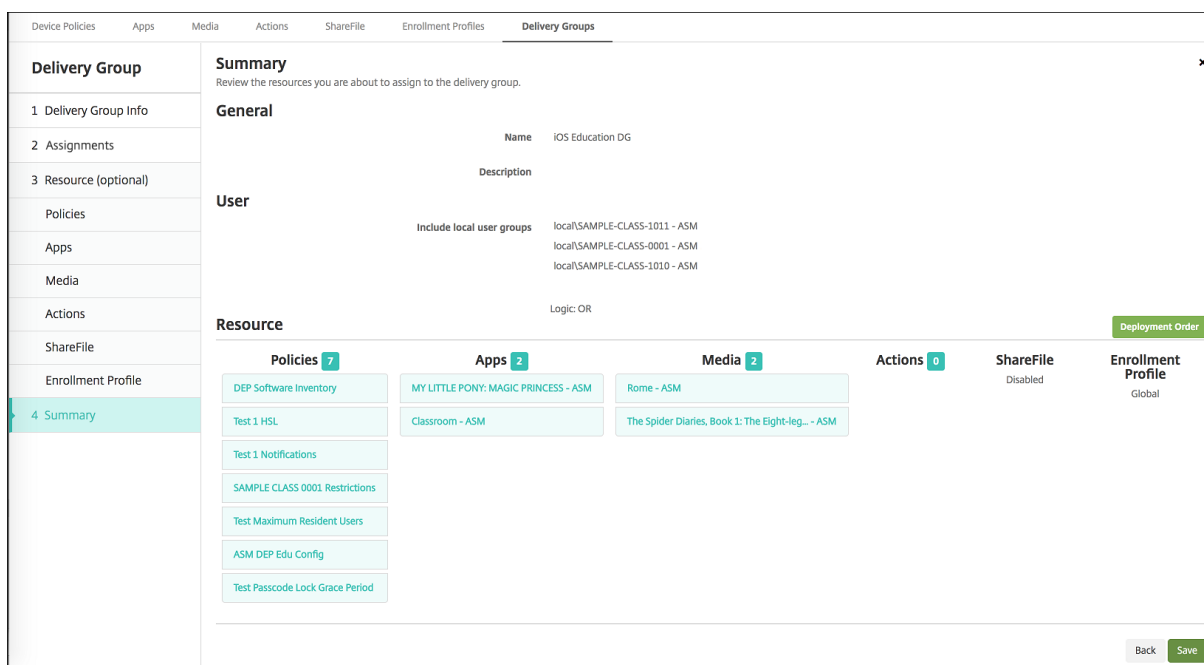 Device Policies Apps Media Actions ShareFile Enrollment Profiles Delivery Groups
Delivery Group
1 Delivery Group Info
2 Assignments
3 Resource (optional)
Policies
Apps
Media
Actions
ShareFile
Enrollment Profile
4 Summary
Summary
Review the resources you are about to assign to the delivery group.
General
Name iOS Education DG
Description
User
Include local user groups local\SAMPLE-CLASS-1011 - ASM
local\SAMPLE-CLASS-0001 - ASM
local\SAMPLE-CLASS-1010 - ASM
Logic: OR
Resource
Deployment Order
Policies 7
DEP Software Inventory
Test 1 HSL
Test 1 Notifications
SAMPLE CLASS 0001 Restrictions
Test Maximum Resident Users
ASM DEP Edu Config
Test Passcode Lock Grace Period
Apps 2
MY LITTLE PONY: MAGIC PRINCESS - ASM
Classroom - ASM
Media 2
Rome - ASM
The Spider Diaries, Book 1: The Eight-leg... - ASM
Actions 0
ShareFile
Disabled
Enrollment
Profile
Global
Back Save